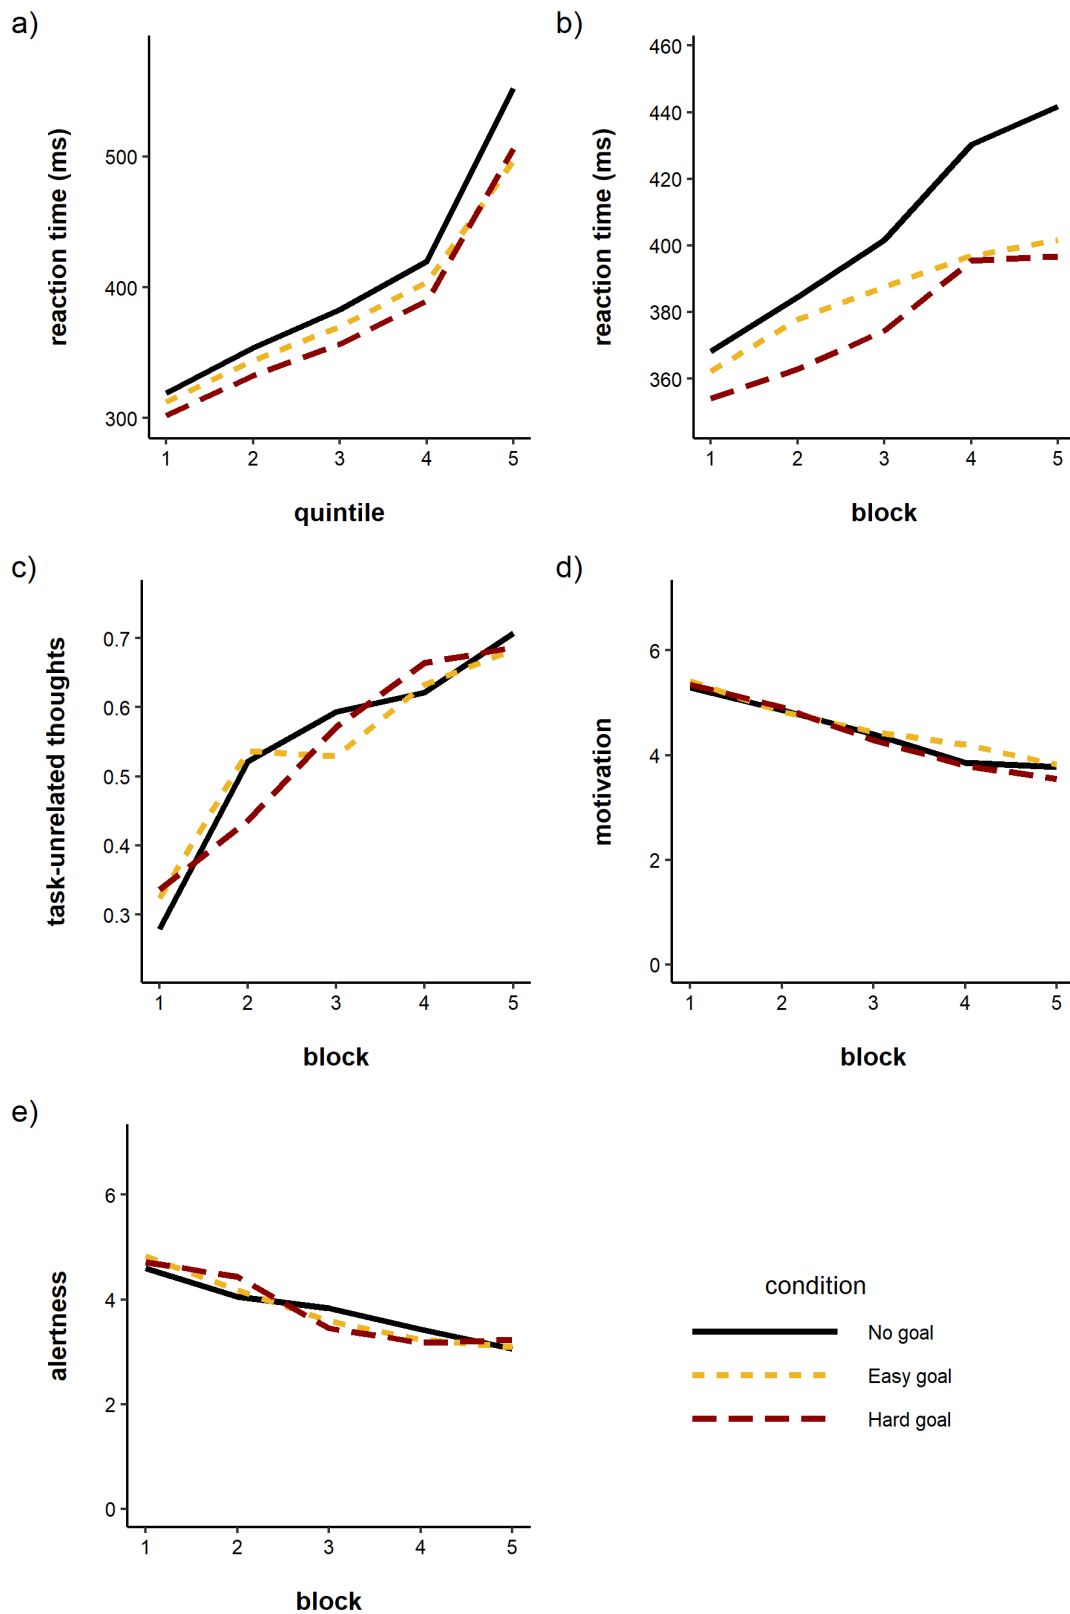 a)
reaction time (ms)
500
400
300
1 2 3 4 5
quintile
b)
reaction time (ms)
460
440
420
400
380
360
1 2 3 4 5
block
c)
task-unrelated thoughts
0.7
0.6
0.5
0.4
0.3
1 2 3 4 5
block
d)
motivation
6
4
2
0
1 2 3 4 5
block
e)
alertness
6
4
2
0
1 2 3 4 5
block
condition
No goal
Easy goal
Hard goal